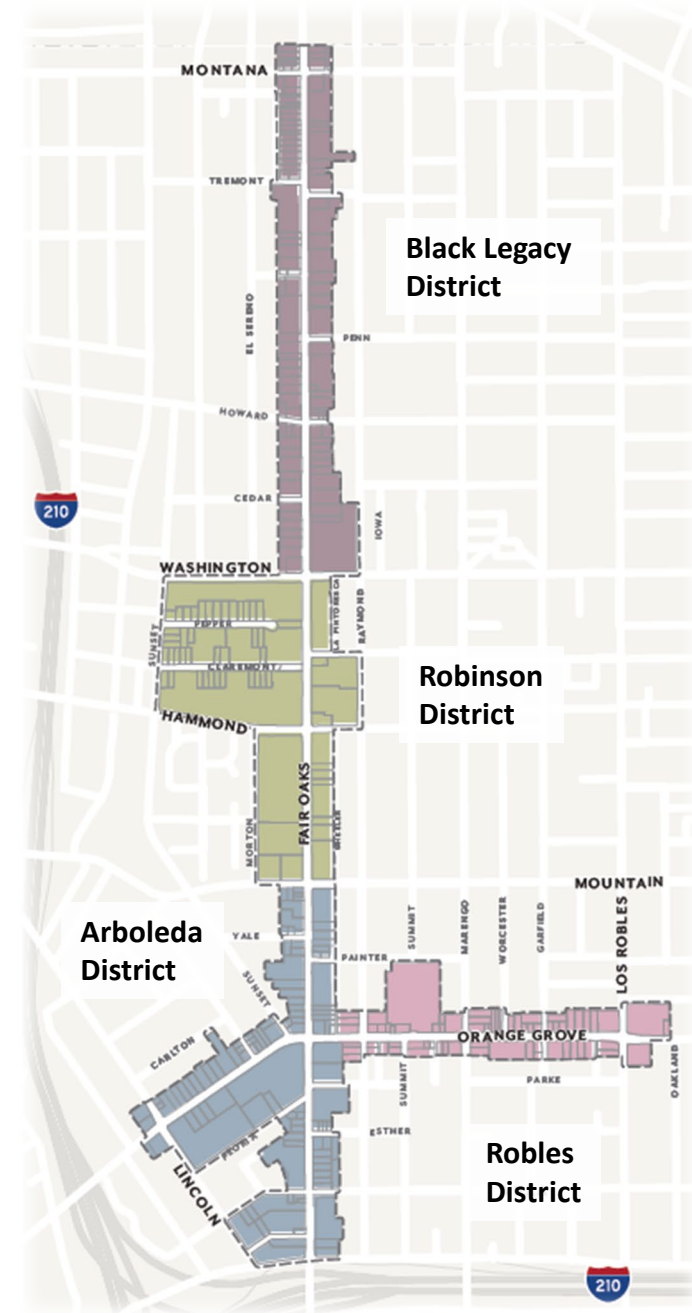 MONTANA
TREMONT
Black Legacy
District
EL SERENO
PENN
HOWARD
CEDAR
210
IOWA
WASHINGTON
LA PINTORESCA
RAYMOND
PEPPER
SUNSET
CLAREMONT
Robinson
District
HAMMOND
FAIR OAKS
MORTON
MOUNTAIN
LOS ROBLES
SUMMIT
MARENGO
WORCESTER
GARFIELD
Arboleda
District
YALE
PAINTER
SUNSET
ORANGE GROVE
CARLTON
OAKLAND
SUMMIT
PARKE
ESTHER
PEORIA
Robles
District
LINCOLN
210